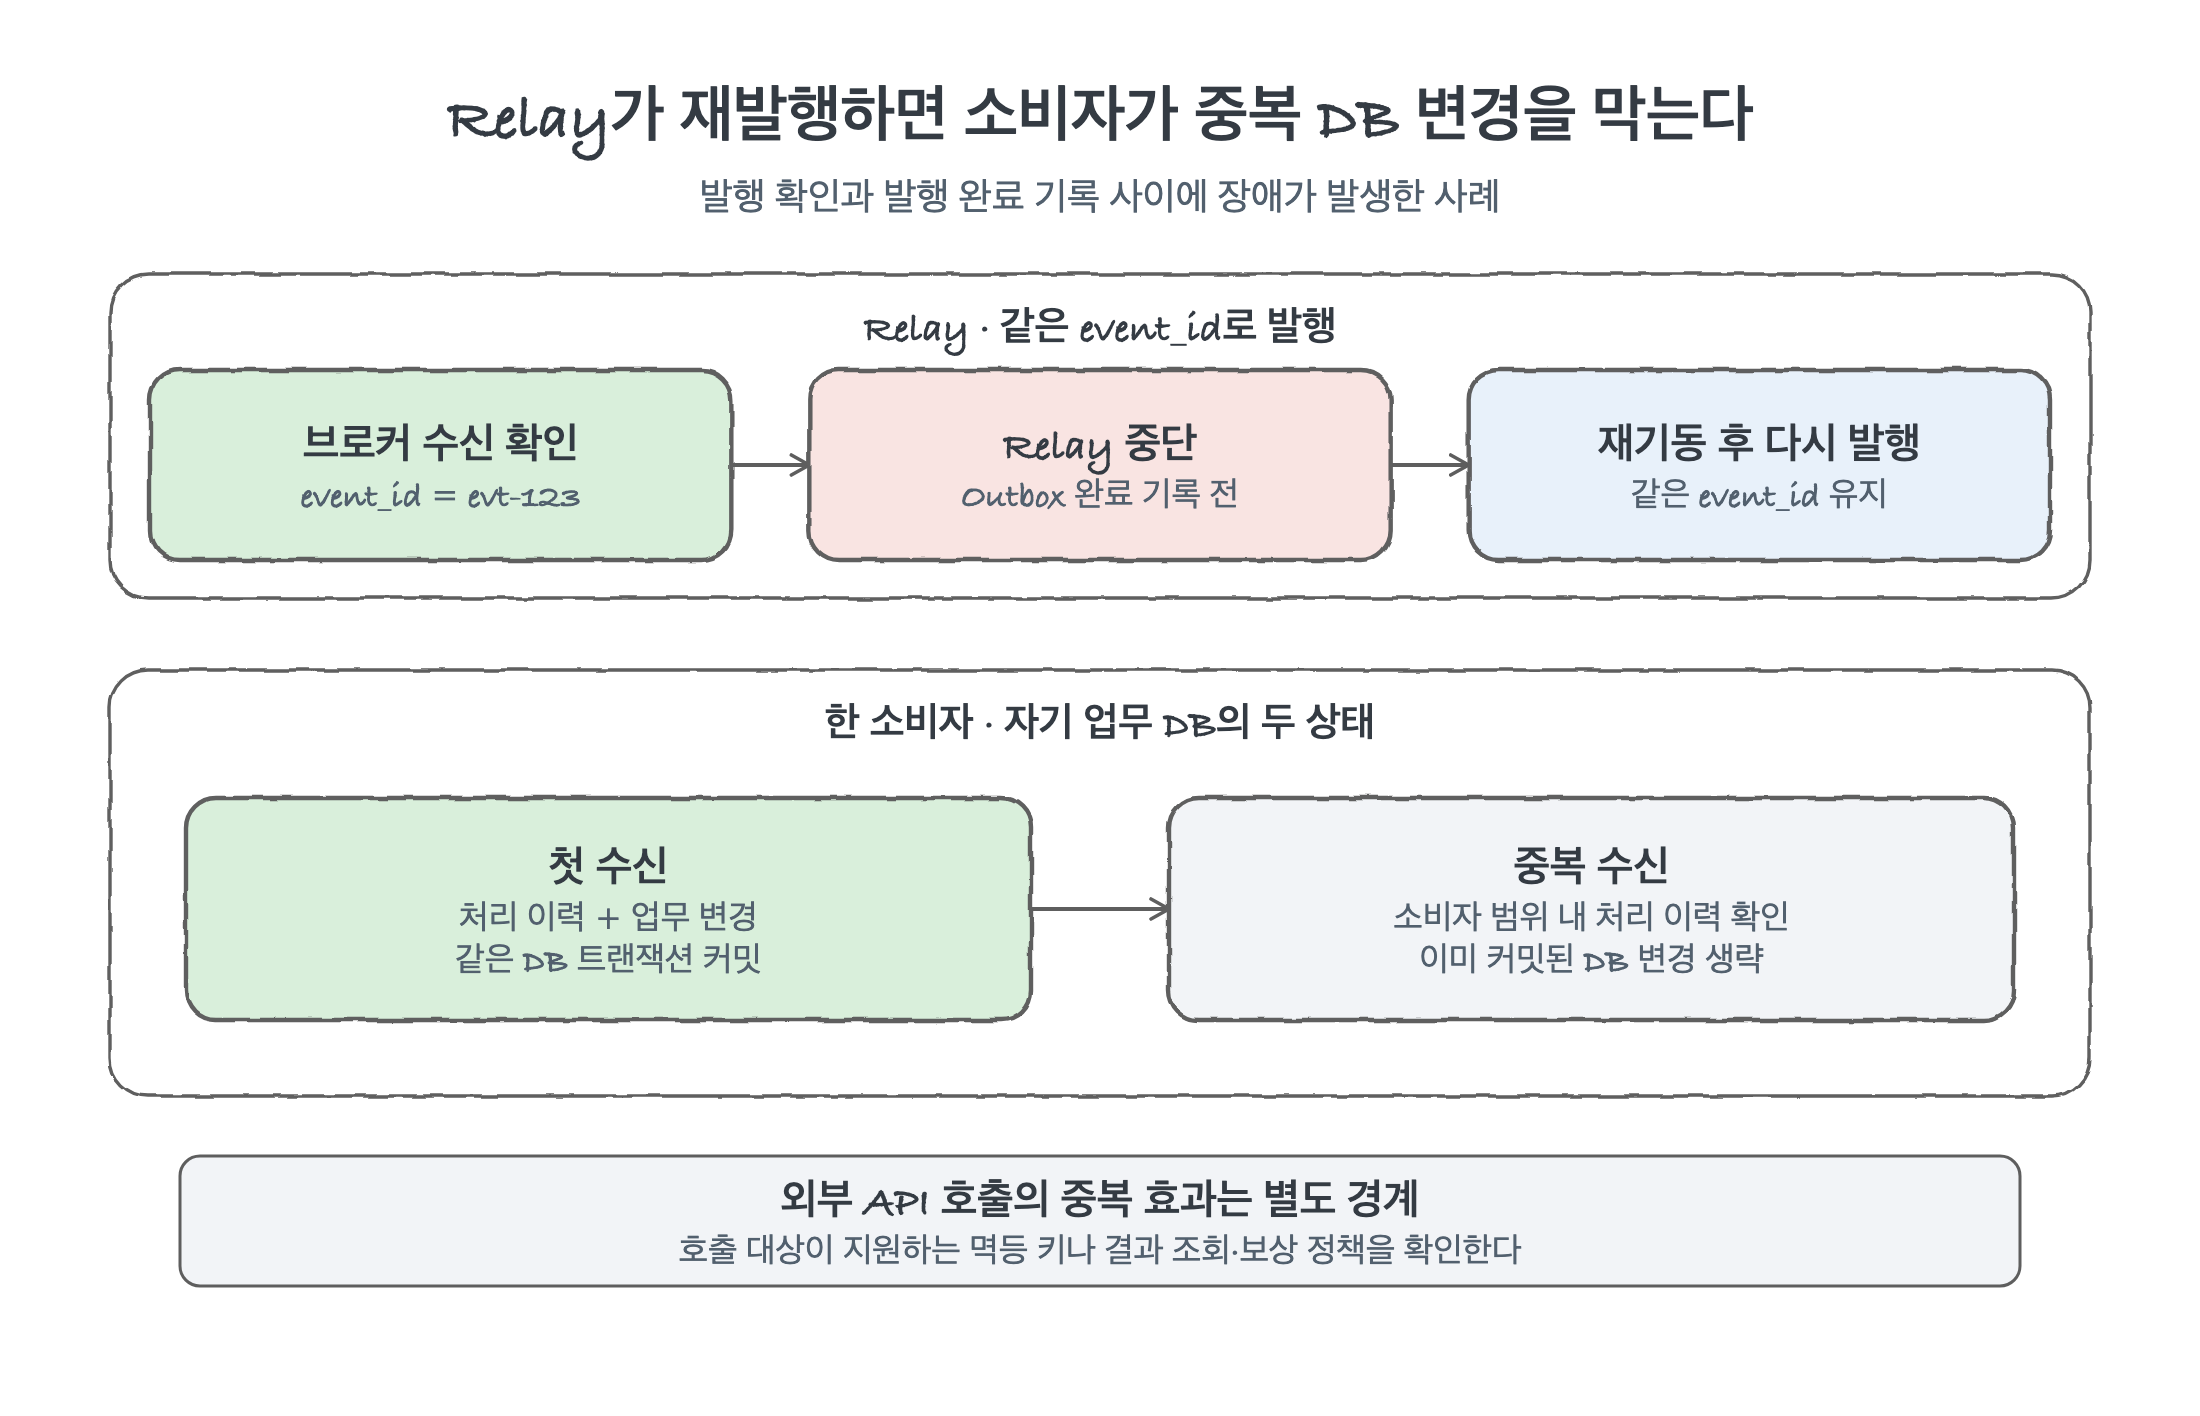 Relay가 재발행하면 소비자가 중복 DB 변경을 막는다
발행 확인과 발행 완료 기록 사이에 장애가 발생한 사례
Relay · 같은 event_id로 발행
브로커 수신 확인
event_id = evt-123
Relay 중단
Outbox 완료 기록 전
재기동 후 다시 발행
같은 event_id 유지
한 소비자 · 자기 업무 DB의 두 상태
첫 수신
처리 이력 + 업무 변경
같은 DB 트랜잭션 커밋
중복 수신
소비자 범위 내 처리 이력 확인
이미 커밋된 DB 변경 생략
외부 API 호출의 중복 효과는 별도 경계
호출 대상이 지원하는 멱등 키나 결과 조회·보상 정책을 확인한다